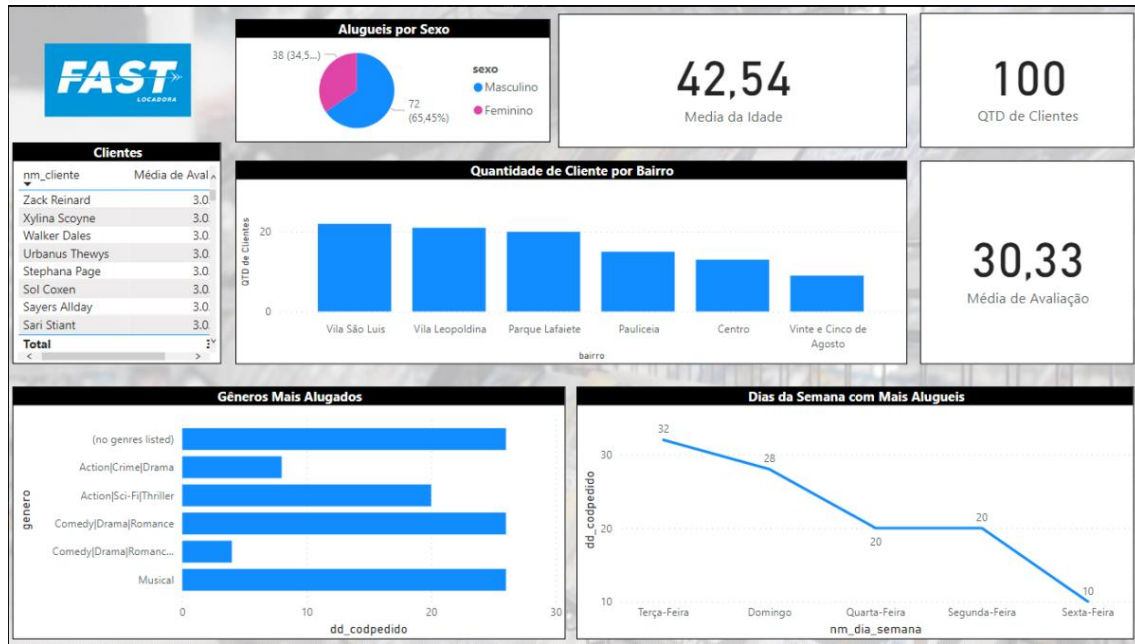 FAST
LOCADORA
Alugueis por Sexo
38 (34,5...)
72
(65,45%)
sexo
Masculino
Feminino
42,54
Media da Idade
100
QTD de Clientes
Clientes
nm_cliente Média de Aval
Zack Reinard 3.0
Xylina Scoyne 3.0
Walker Dales 3.0
Urbanus Thewys 3.0
Stephana Page 3.0
Sol Coxen 3.0
Sayers Allday 3.0
Sari Stiant 3.0
Total
Quantidade de Cliente por Bairro
QTD de Clientes
20
0
Vila São Luis Vila Leopoldina Parque Lafaiete Pauliceia Centro Vinte e Cinco de
Agosto
bairro
30,33
Média de Avaliação
Gêneros Mais Alugados
genero
(no genres listed)
Action|Crime|Drama
Action|Sci-Fi|Thriller
Comedy|Drama|Romance
Comedy|Drama|Romanc...
Musical
0 10 20 30
dd_codpedido
Dias da Semana com Mais Alugueis
dd_codpedido
30
20
10
32
28
20
20
10
Terça-Feira Domingo Quarta-Feira Segunda-Feira Sexta-Feira
nm_dia_semana